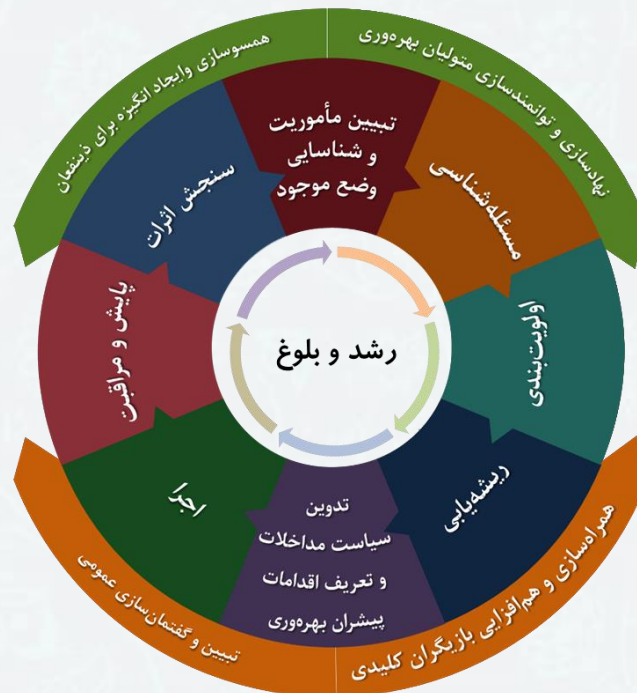 همسوسازی وایجاد انگیزه برای ذینفعان
نهادسازی و توانمندسازی متولیان بهره‌وری
تبیین مأموریت
و شناسایی
وضع موجود
مسئله‌شناسی
اولویت‌بندی
ریشه‌یابی
تدوین
سیاست مداخلات
و تعریف اقدامات
پیشران بهره‌وری
اجرا
پایش و مراقبت
سنجش اثرات
رشد و بلوغ
همراه‌سازی و هم‌افزایی بازیگران کلیدی
تبیین و گفتمان‌سازی عمومی